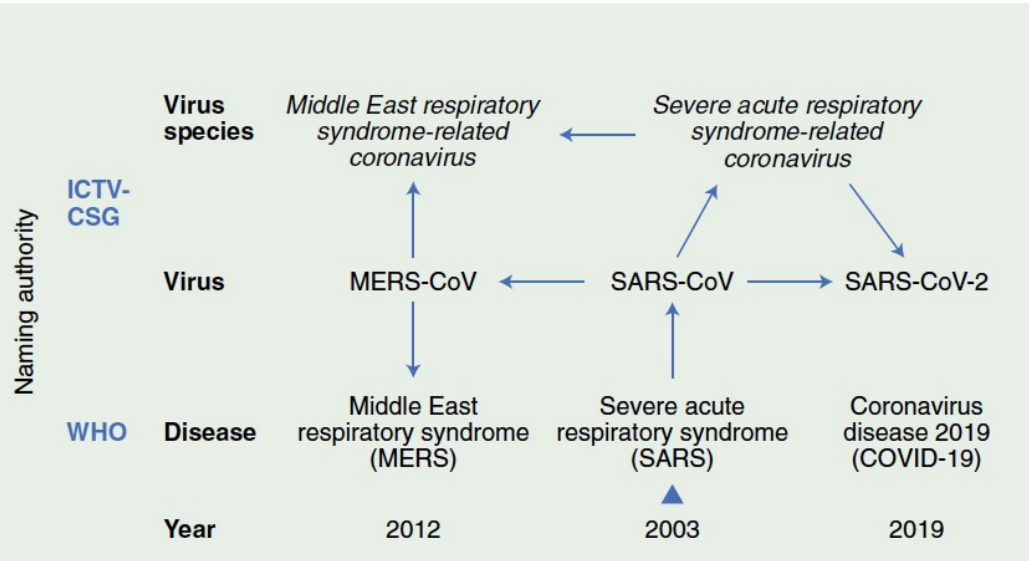 Naming authority
ICTV-
CSG
Virus
species
Middle East respiratory
syndrome-related
coronavirus
Severe acute respiratory
syndrome-related
coronavirus
Virus
MERS-CoV
SARS-CoV
SARS-CoV-2
WHO
Disease
Middle East
respiratory syndrome
(MERS)
Severe acute
respiratory syndrome
(SARS)
Coronavirus
disease 2019
(COVID-19)
Year
2012
2003
2019